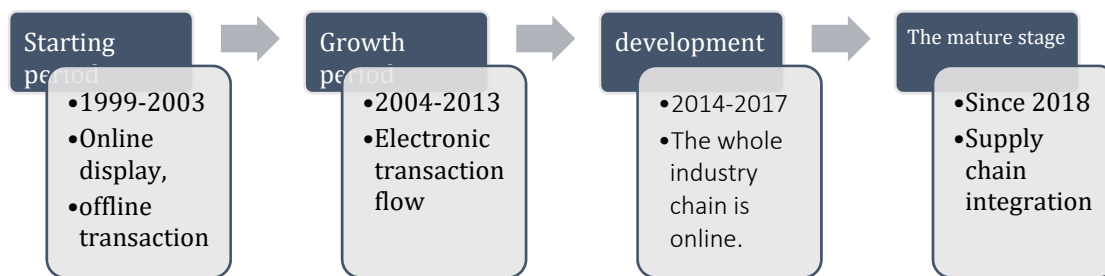 Starting
period
•1999-2003
•Online
display,
•offline
transaction
Growth
period
•2004-2013
•Electronic
transaction
flow
development
•2014-2017
•The whole
industry
chain is
online.
The mature stage
•Since 2018
•Supply
chain
integration